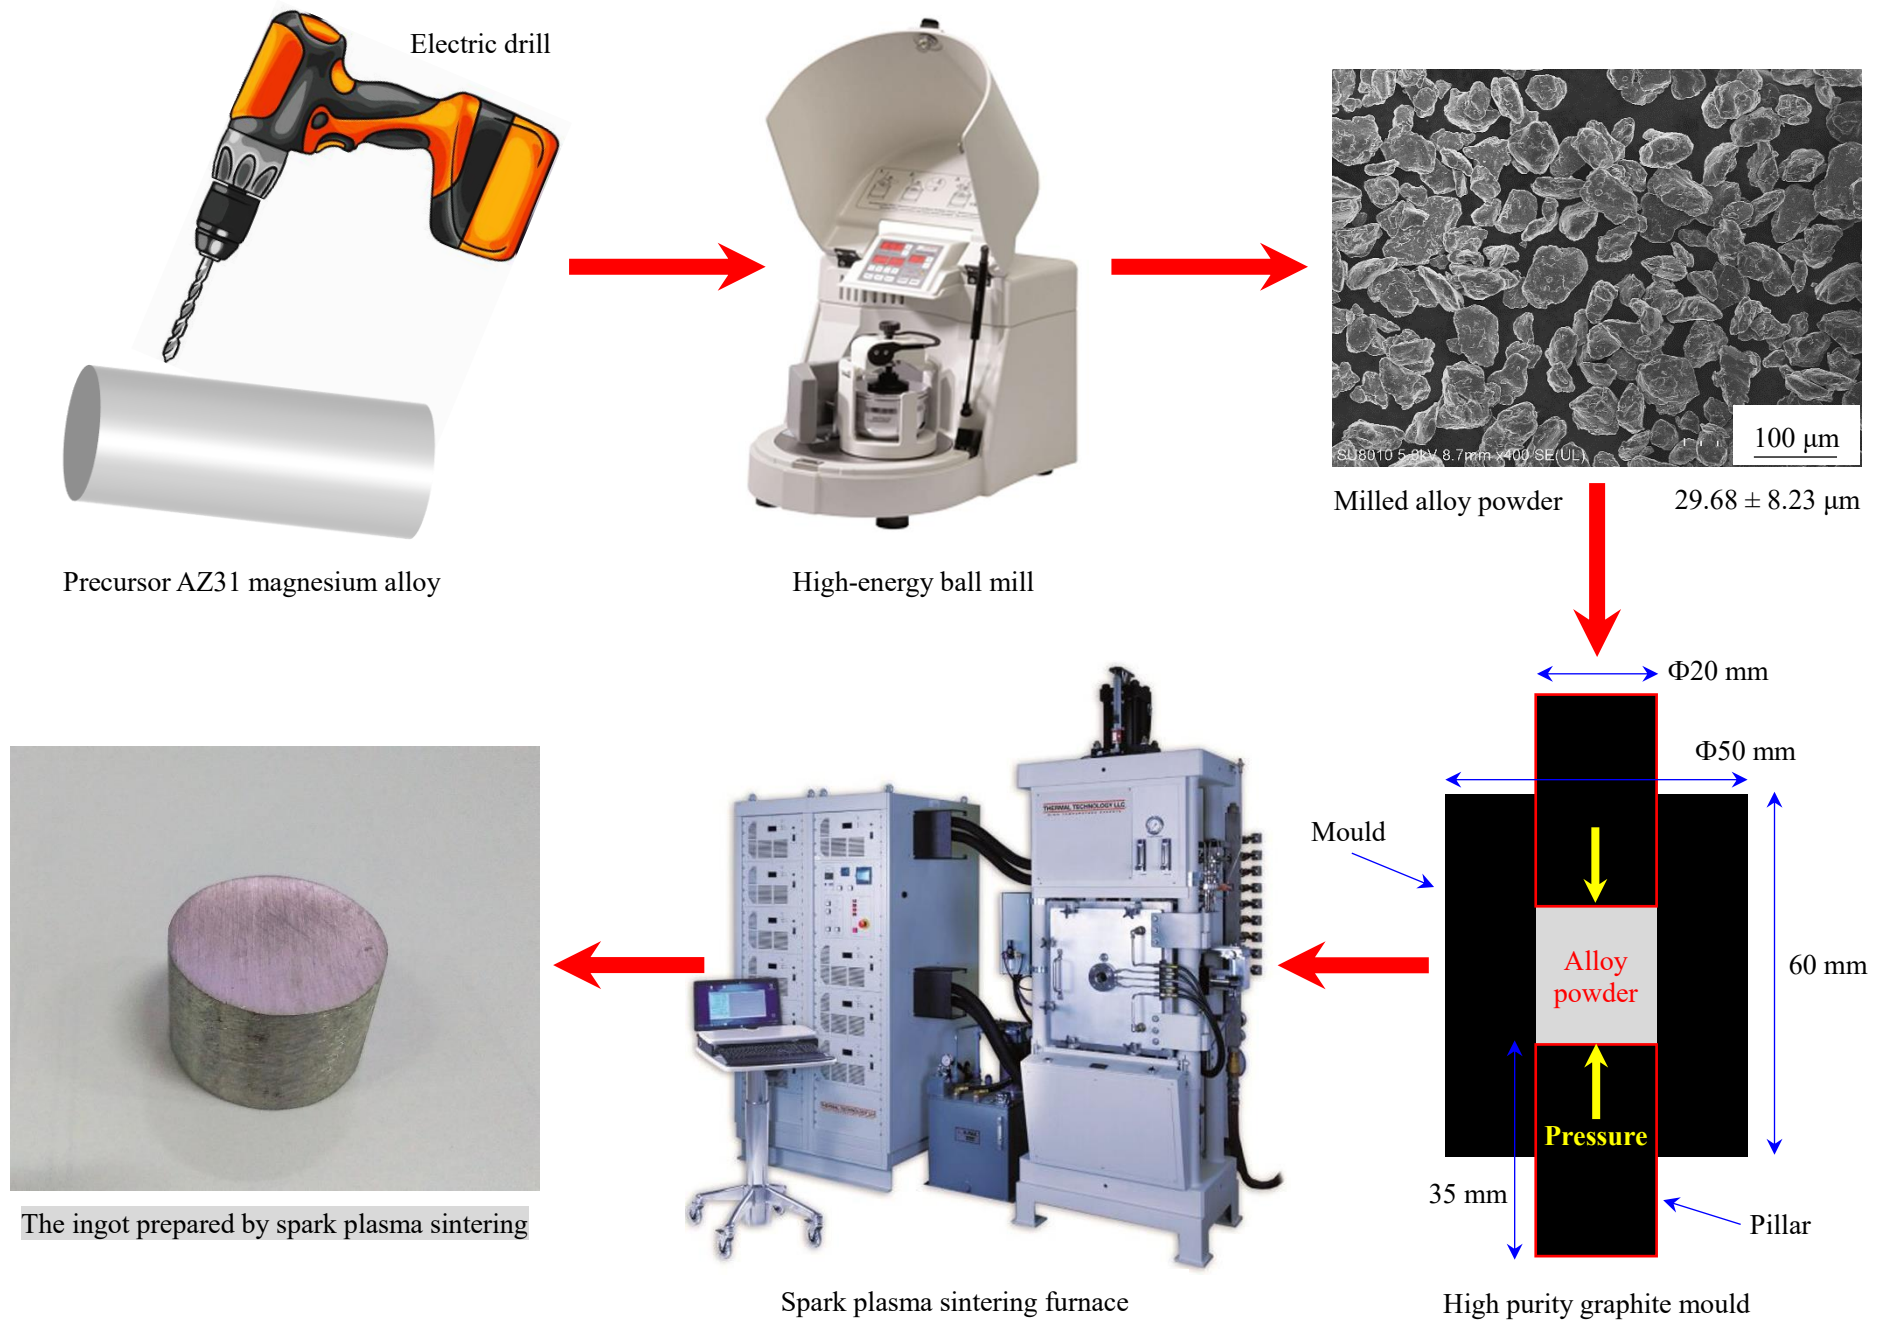 Electric drill
Precursor AZ31 magnesium alloy
High-energy ball mill
SU8010 5.0kV 8.7mm x400 SE(UL)
100 μm
Milled alloy powder
29.68 ± 8.23 μm
Φ20 mm
Φ50 mm
Mould
Alloy
powder
60 mm
Pressure
35 mm
Pillar
High purity graphite mould
THERMAL TECHNOLOGY LLC
THERMAL TECHNOLOGY LLC
Spark plasma sintering furnace
The ingot prepared by spark plasma sintering